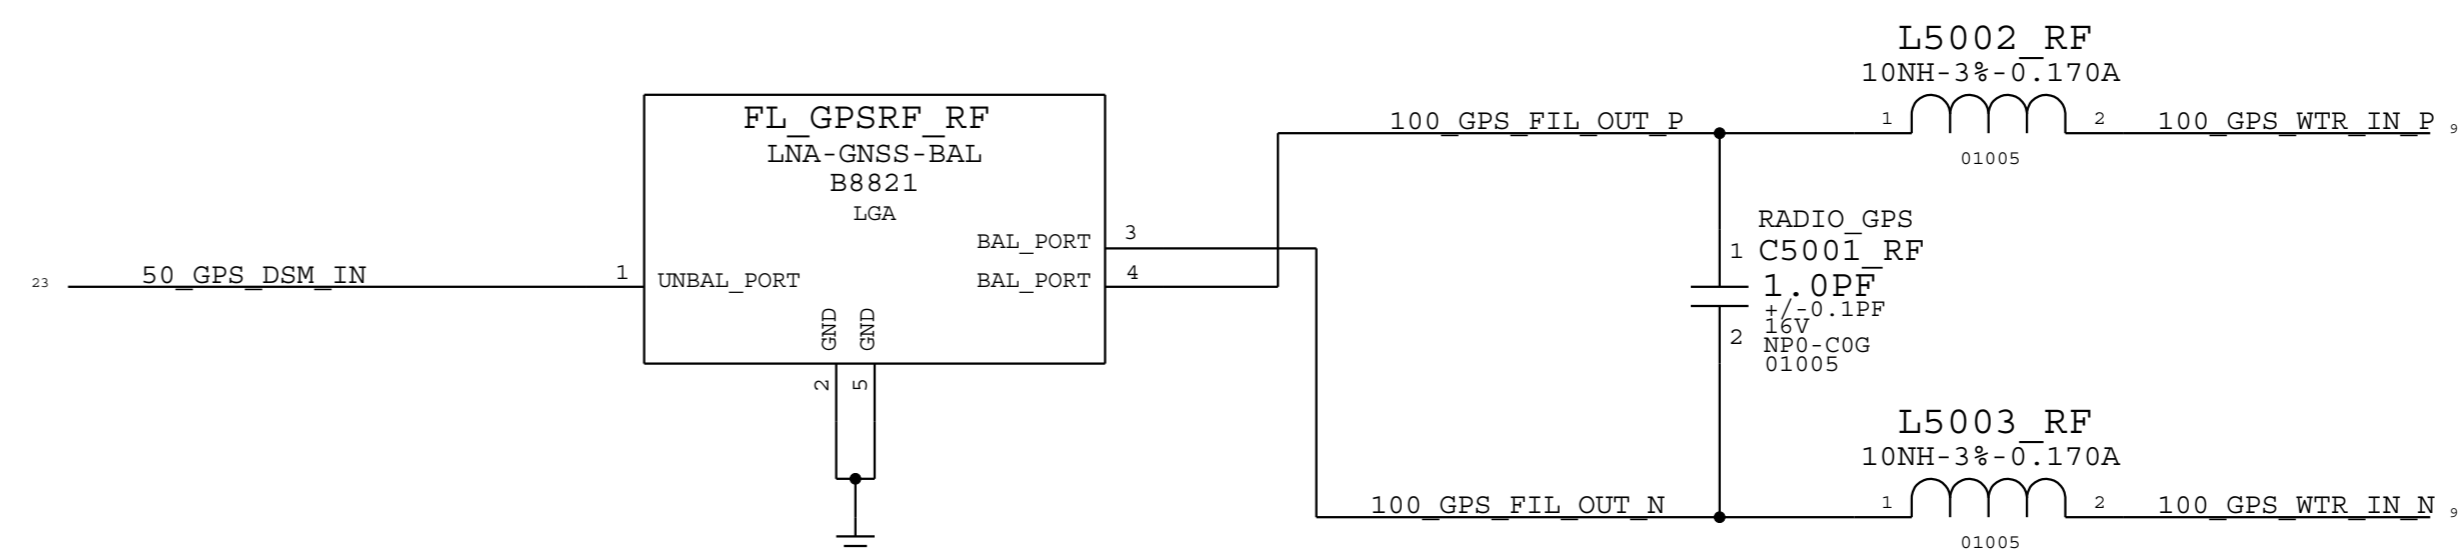 L5002_RF
10NH-3%-0.170A
FL_GPSRF_RF
LNA-GNSS-BAL
B8821
LGA
100_GPS_FIL_OUT_P
1
2
100_GPS_WTR_IN_P
9
01005
RADIO_GPS
BAL_PORT
3
1
C5001_RF
23
50_GPS_DSM_IN
1
UNBAL_PORT
BAL_PORT
4
1.0PF
+/-0.1PF
16V
GND
GND
2
NP0-C0G
01005
2
5
L5003_RF
10NH-3%-0.170A
100_GPS_FIL_OUT_N
1
2
100_GPS_WTR_IN_N
9
01005